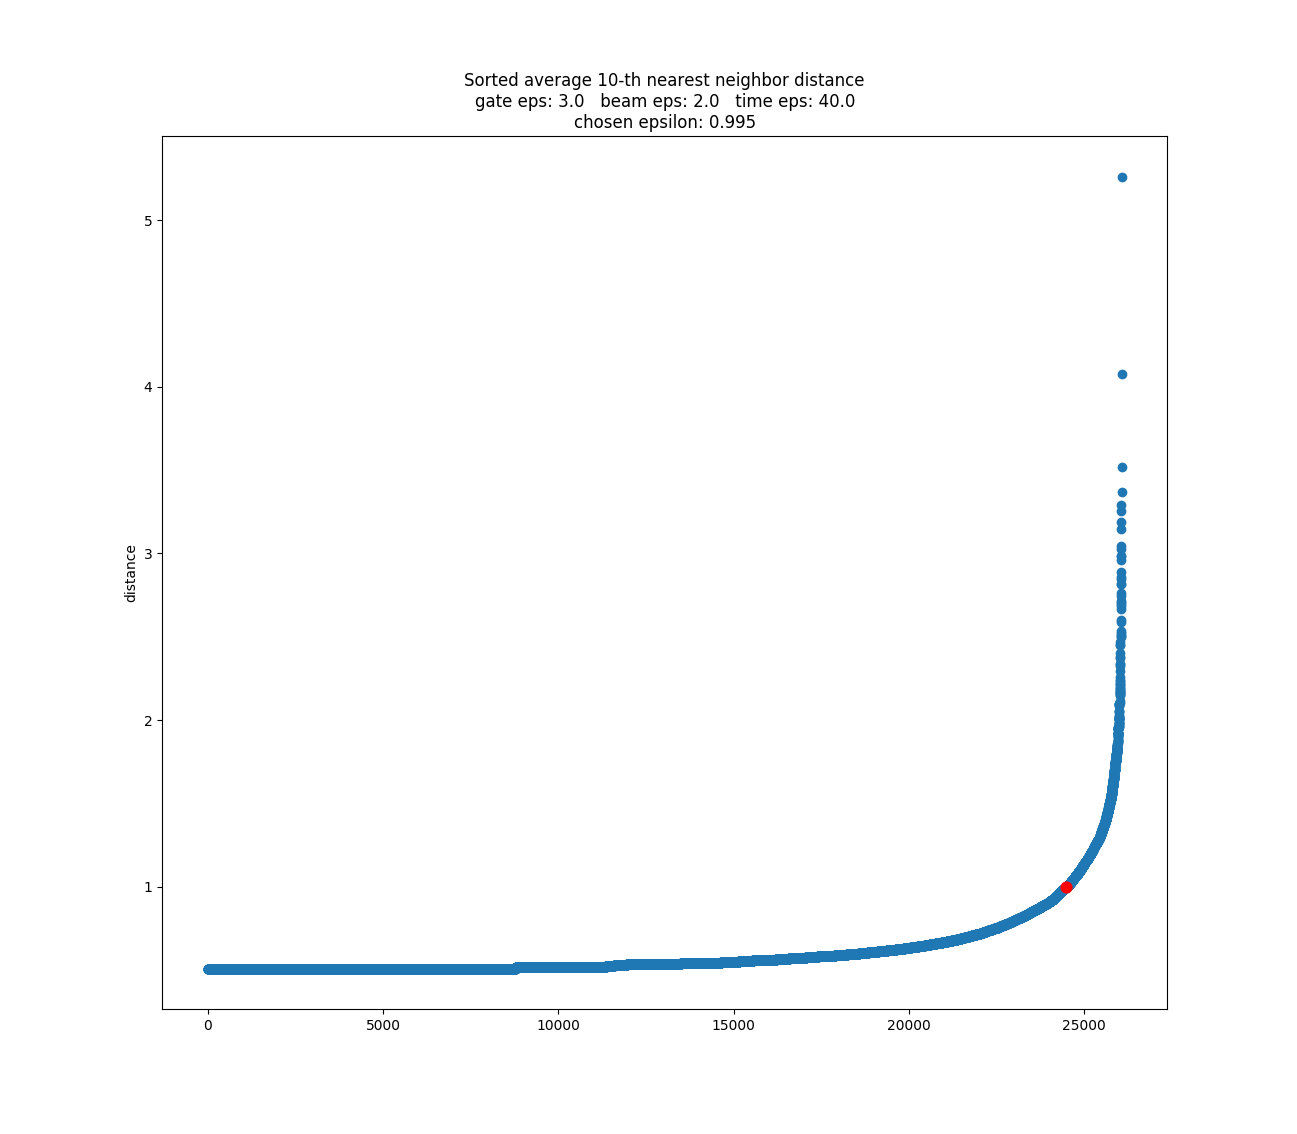 Sorted average 10-th nearest neighbor distance
gate eps: 3.0   beam eps: 2.0   time eps: 40.0
chosen epsilon: 0.995
5
4
3
2
1
distance
0
5000
10000
15000
20000
25000